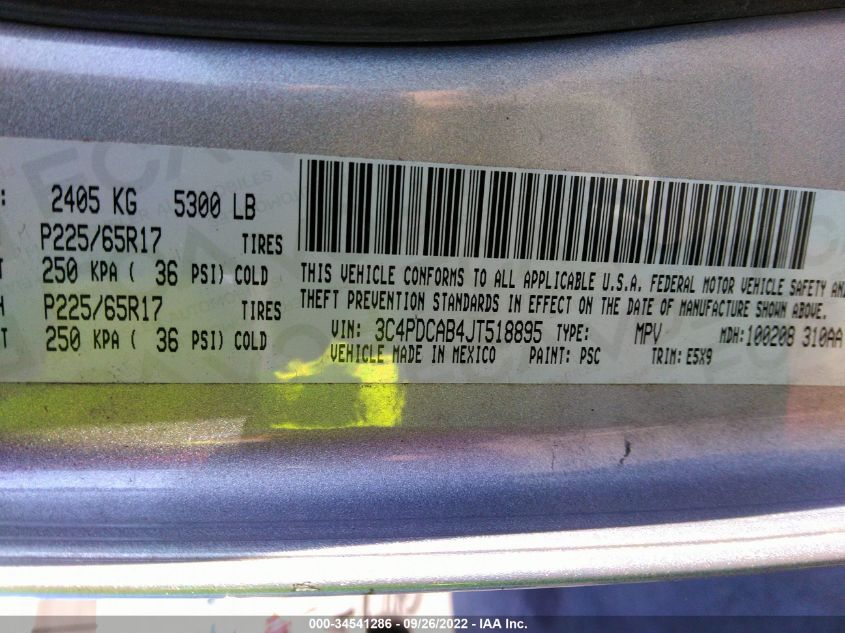 : 2405 KG 5300 LB
P225/65R17 TIRES
T 250 KPA ( 36 PSI) COLD
H P225/65R17 TIRES
T 250 KPA ( 36 PSI) COLD
THIS VEHICLE CONFORMS TO ALL APPLICABLE U.S.A. FEDERAL MOTOR VEHICLE SAFETY AND
THEFT PREVENTION STANDARDS IN EFFECT ON THE DATE OF MANUFACTURE SHOWN ABOVE.
VIN: 3C4PDCAB4JT518895 TYPE: MPV MDH:100208 310AA
VEHICLE MADE IN MEXICO PAINT: PSC TRIM: E5X9
000-34541286 - 09/26/2022 - IAA Inc.